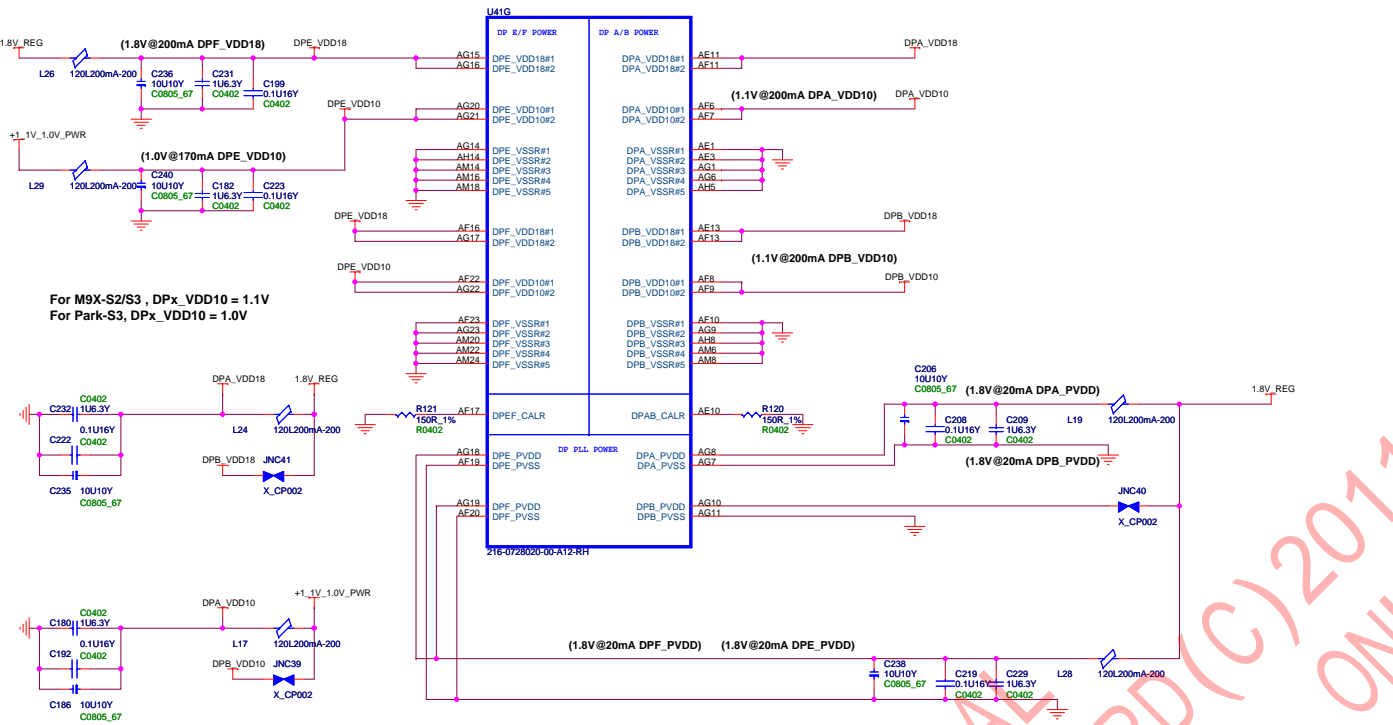 U41G
DP E/F POWER
DP A/B POWER
1.8V_REG
(1.8V@200mA DPF_VDD18)
DPE_VDD18
L26
120L200mA-200
C236
10U10Y
C0805_67
C231
1U6.3Y
C0402
C199
0.1U16Y
C0402
DPE_VDD10
+1_1V_1.0V_PWR
(1.0V@170mA DPE_VDD10)
L29
120L200mA-200
C240
10U10Y
C0805_67
C182
1U6.3Y
C0402
C223
0.1U16Y
C0402
AG15 DPE_VDD18#1
AG16 DPE_VDD18#2
AG20 DPE_VDD10#1
AG21 DPE_VDD10#2
AG14 DPE_VSSR#1
AH14 DPE_VSSR#2
AM14 DPE_VSSR#3
AM16 DPE_VSSR#4
AM18 DPE_VSSR#5
DPE_VDD18
AF16 DPF_VDD18#1
AG17 DPF_VDD18#2
DPE_VDD10
AF22 DPF_VDD10#1
AG22 DPF_VDD10#2
AF23 DPF_VSSR#1
AG23 DPF_VSSR#2
AM20 DPF_VSSR#3
AM22 DPF_VSSR#4
AM24 DPF_VSSR#5
R121
150R_1%
R0402
AF17 DPEF_CALR
DP PLL POWER
AG18 DPE_PVDD
AF19 DPE_PVSS
AG19 DPF_PVDD
AF20 DPF_PVSS
216-0728020-00-A12-RH
DPA_VDD18#1 AE11
DPA_VDD18#2 AF11
DPA_VDD18
(1.1V@200mA DPA_VDD10)
DPA_VDD10
DPA_VDD10#1 AF6
DPA_VDD10#2 AF7
DPA_VSSR#1 AE1
DPA_VSSR#2 AE3
DPA_VSSR#3 AG1
DPA_VSSR#4 AG6
DPA_VSSR#5 AH5
DPB_VDD18
DPB_VDD18#1 AE13
DPB_VDD18#2 AF13
(1.1V@200mA DPB_VDD10)
DPB_VDD10
DPB_VDD10#1 AF8
DPB_VDD10#2 AF9
DPB_VSSR#1 AF10
DPB_VSSR#2 AG9
DPB_VSSR#3 AH8
DPB_VSSR#4 AM6
DPB_VSSR#5 AM8
DPAB_CALR AE10
R120
150R_1%
R0402
DPA_PVDD AG8
DPA_PVSS AG7
DPB_PVDD AG10
DPB_PVSS AG11
C206
10U10Y
C0805_67
(1.8V@20mA DPA_PVDD)
1.8V_REG
C208
0.1U16Y
C0402
C209
1U6.3Y
C0402
L19
120L200mA-200
(1.8V@20mA DPB_PVDD)
JNC40
X_CP002
For M9X-S2/S3 , DPx_VDD10 = 1.1V
For Park-S3, DPx_VDD10 = 1.0V
DPA_VDD18
1.8V_REG
C0402
C232
1U6.3Y
0.1U16Y
C222
C0402
L24
120L200mA-200
DPB_VDD18
JNC41
X_CP002
C235
10U10Y
C0805_67
DPA_VDD10
+1_1V_1.0V_PWR
C0402
C180
1U6.3Y
0.1U16Y
C192
C0402
L17
120L200mA-200
DPB_VDD10
JNC39
X_CP002
C186
10U10Y
C0805_67
(1.8V@20mA DPF_PVDD)
(1.8V@20mA DPE_PVDD)
C238
10U10Y
C0805_67
C219
0.1U16Y
C0402
C229
1U6.3Y
C0402
L28
120L200mA-200